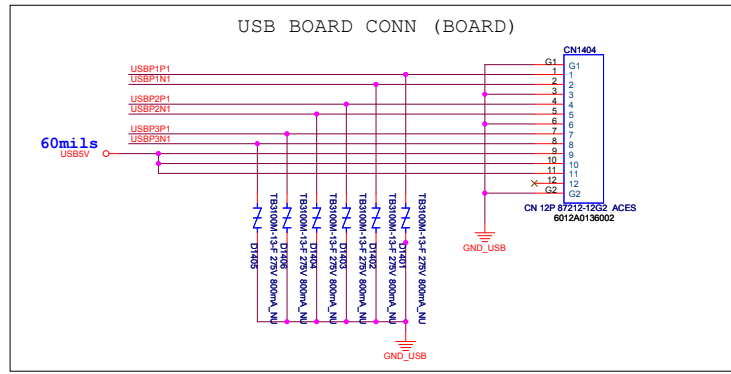 USB BOARD CONN (BOARD)
CN1404
G1 G1
USBP1P1 1 1
USBP1N1 2 2
3 3
USBP2P1 4 4
USBP2N1 5 5
6 6
USBP3P1 7 7
USBP3N1 8 8
60mils
USB5V 9 9
10 10
11 11
12 12
G2 G2
CN 12P 87212-12G2 ACES
6012A0136002
GND_USB
TB3100M-13-F 275V 800mA_NU
D1405
TB3100M-13-F 275V 800mA_NU
D1406
TB3100M-13-F 275V 800mA_NU
D1404
TB3100M-13-F 275V 800mA_NU
D1403
TB3100M-13-F 275V 800mA_NU
D1402
TB3100M-13-F 275V 800mA_NU
D1401
GND_USB